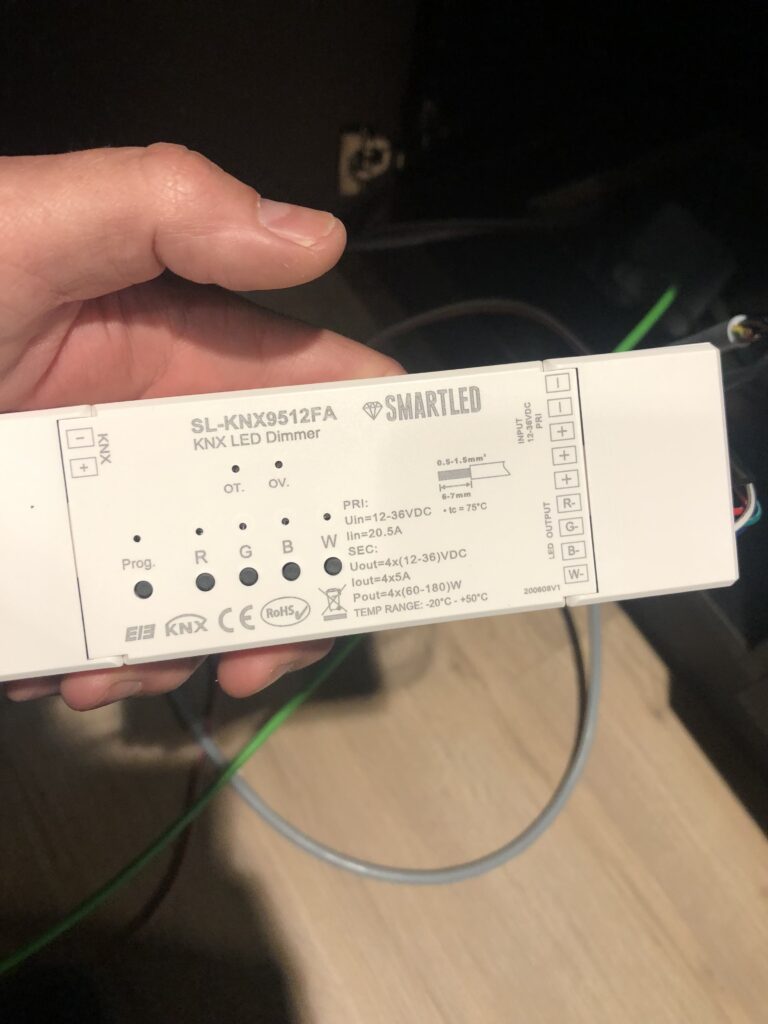 SL-KNX9512FA
KNX LED Dimmer
SMARTLED
KNX
−
+
OT.
OV.
Prog.
R
G
B
W
PRI:
Uin=12-36VDC
Iin=20.5A
SEC:
Uout=4x(12-36)VDC
Iout=4x5A
Pout=4x(60-180)W
TEMP RANGE: -20°C - +50°C
0.5-1.5mm²
6-7mm
• tc = 75°C
INPUT
12-36VDC
PRI
−
−
+
+
+
LED OUTPUT
R-
G-
B-
W-
EIB
KNX
CE
RoHS
200608V1